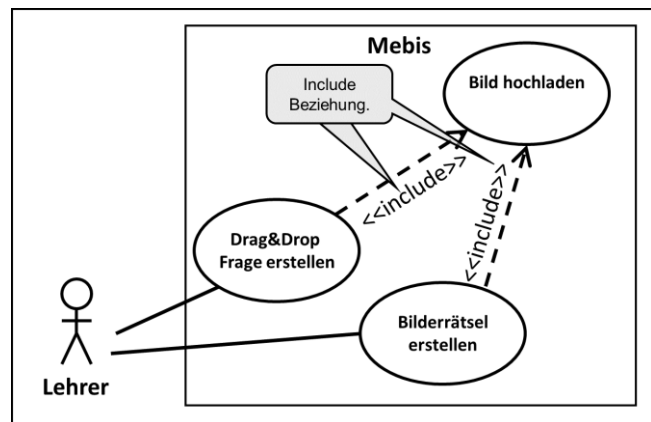 Mebis
Include
Beziehung.
Bild hochladen
<<include>>
<<include>>
Drag&Drop
Frage erstellen
Bilderrätsel
erstellen
Lehrer